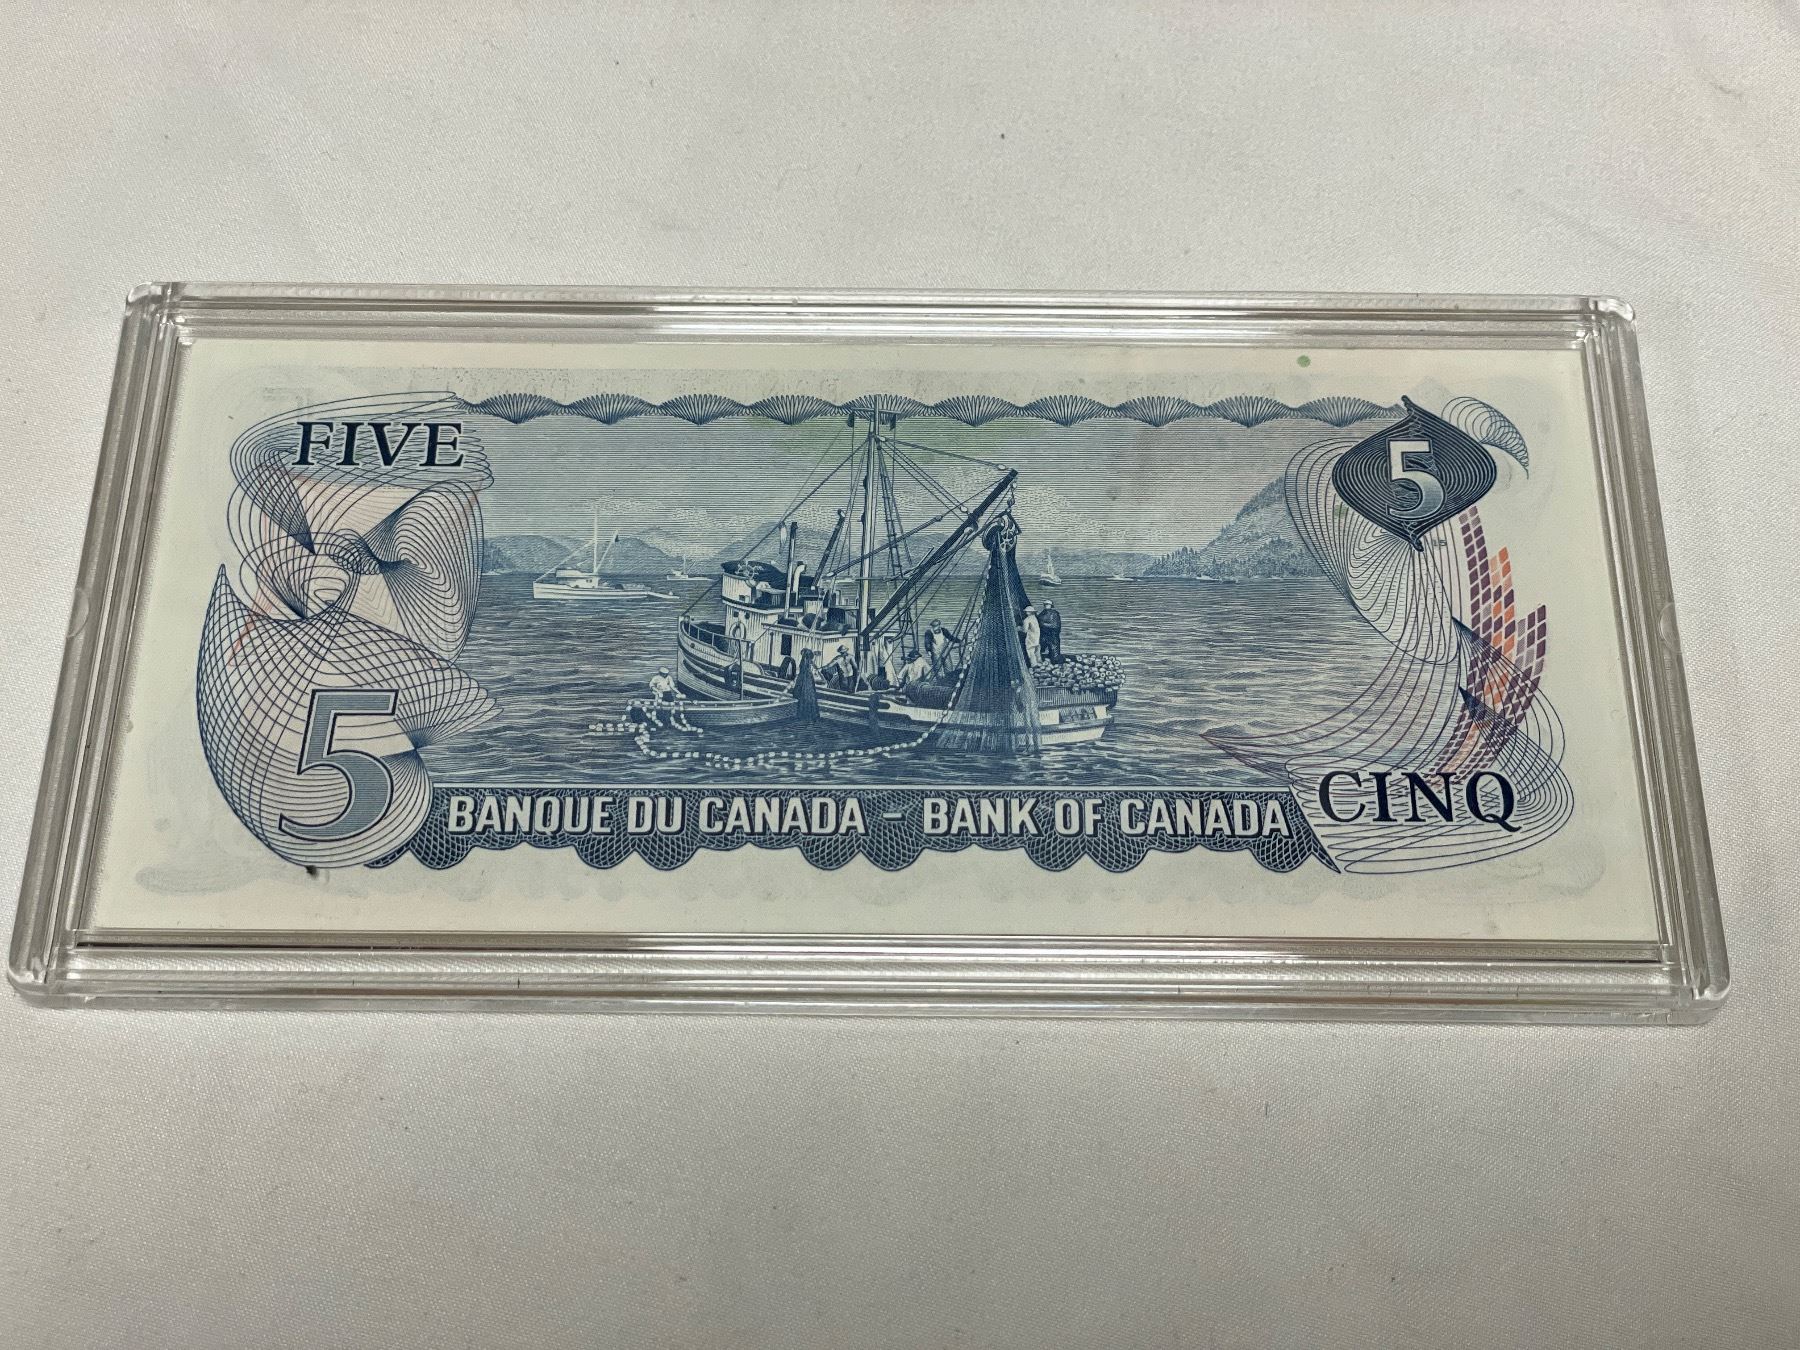 FIVE
5
5
BANQUE DU CANADA – BANK OF CANADA
CINQ